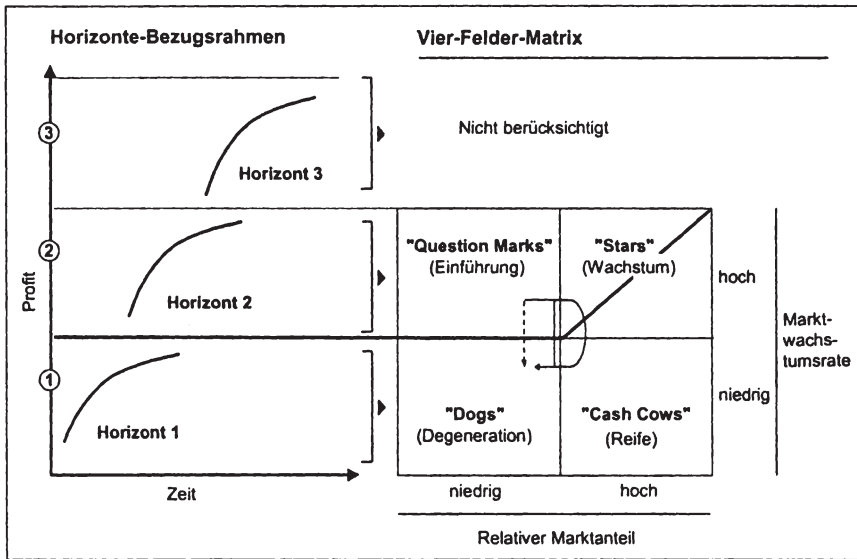 Horizonte-Bezugsrahmen
Vier-Felder-Matrix
3
Nicht berücksichtigt
Horizont 3
2
"Question Marks"
(Einführung)
"Stars"
(Wachstum)
hoch
Horizont 2
Profit
Markt-
wachs-
tumsrate
1
niedrig
Horizont 1
"Dogs"
(Degeneration)
"Cash Cows"
(Reife)
Zeit
niedrig
hoch
Relativer Marktanteil